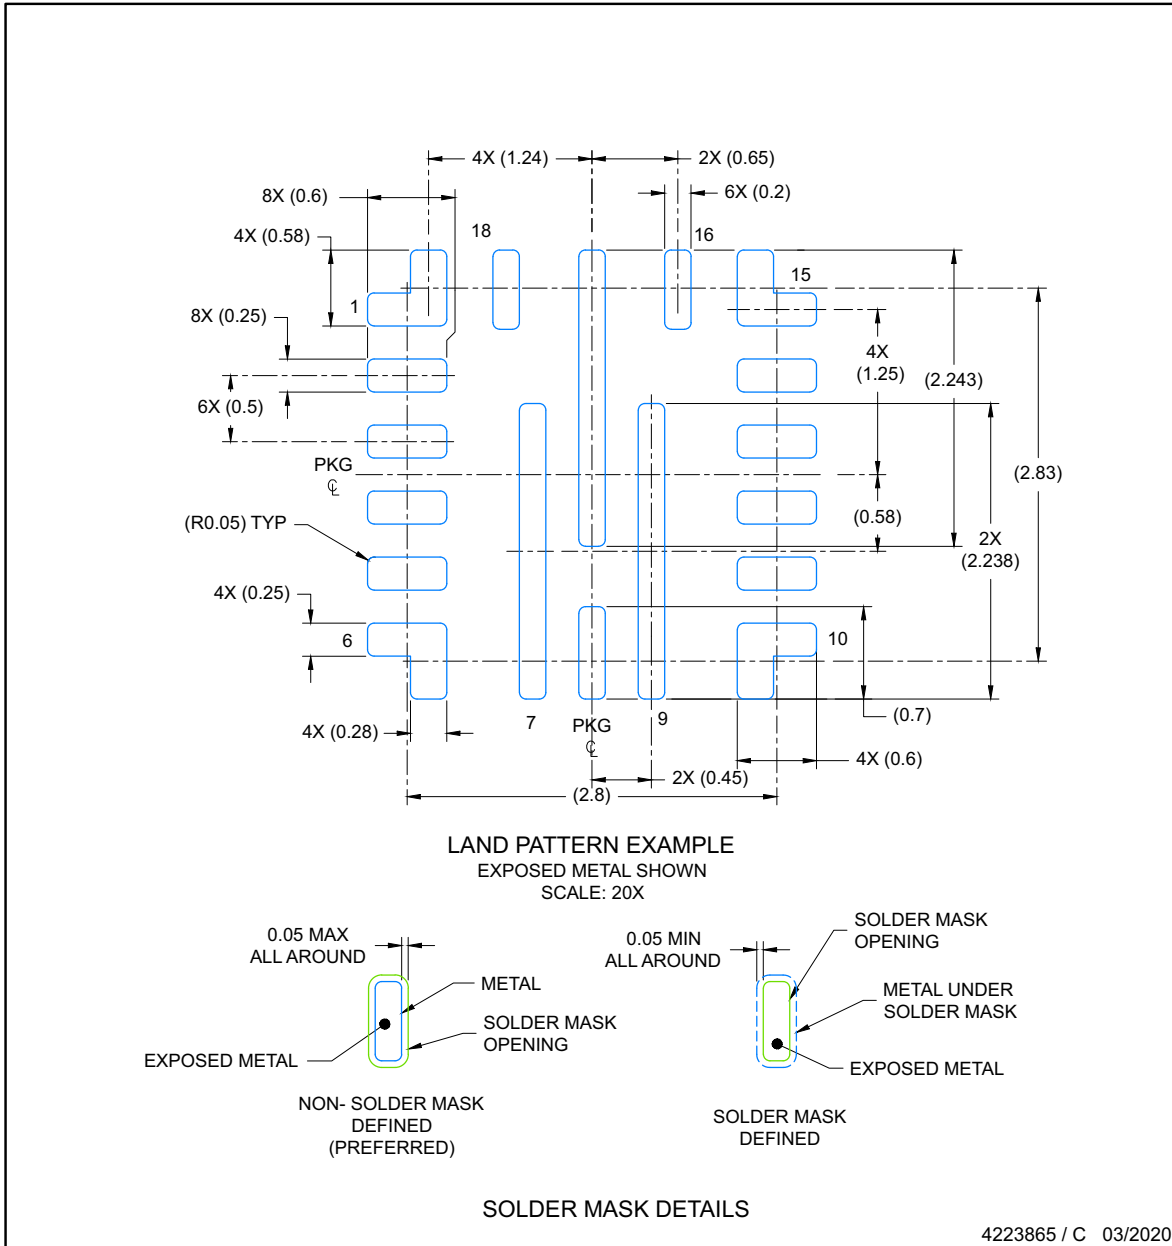 4X (1.24)
2X (0.65)
8X (0.6)
6X (0.2)
4X (0.58)
18
16
15
1
8X (0.25)
4X
(1.25)
(2.243)
6X (0.5)
PKG
℄
(2.83)
(R0.05) TYP
(0.58)
2X
(2.238)
4X (0.25)
6
10
7
9
(0.7)
4X (0.28)
PKG
℄
4X (0.6)
2X (0.45)
(2.8)
LAND PATTERN EXAMPLE
EXPOSED METAL SHOWN
SCALE: 20X
0.05 MAX
ALL AROUND
METAL
SOLDER MASK
OPENING
EXPOSED METAL
NON- SOLDER MASK
DEFINED
(PREFERRED)
0.05 MIN
ALL AROUND
SOLDER MASK
OPENING
METAL UNDER
SOLDER MASK
EXPOSED METAL
SOLDER MASK
DEFINED
SOLDER MASK DETAILS
4223865 / C 03/2020